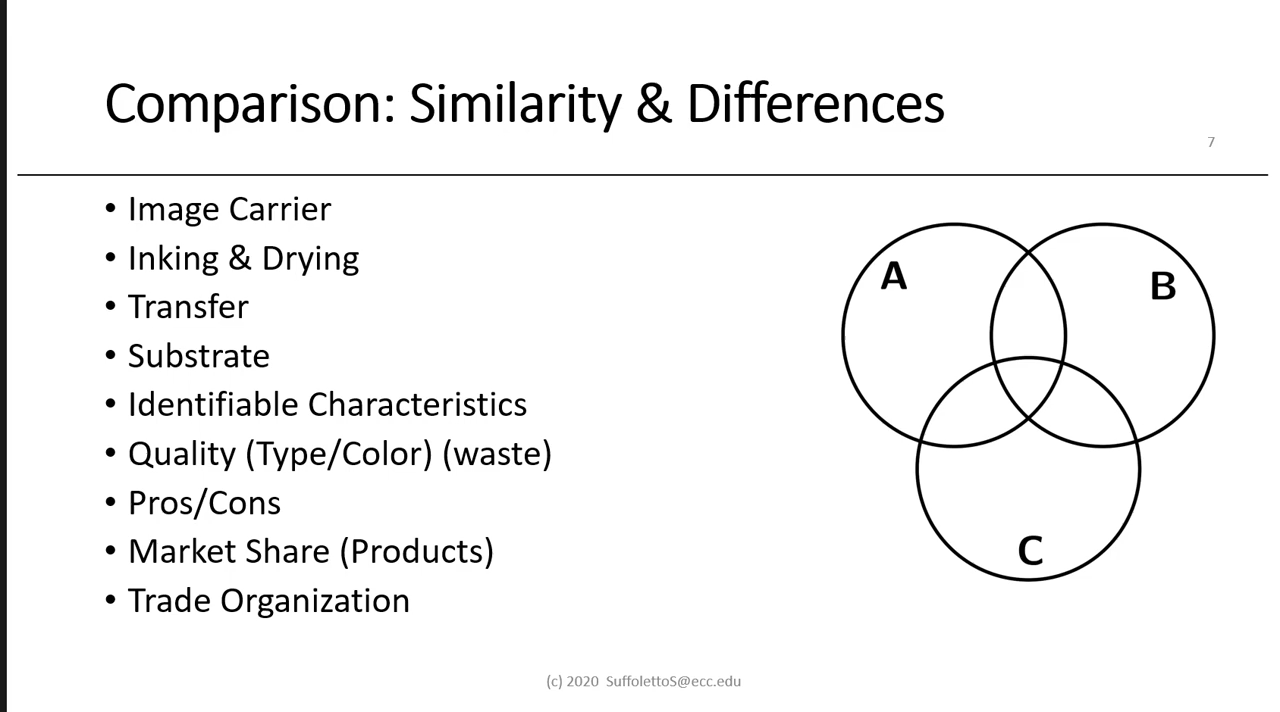 Comparison: Similarity & Differences
7
• Image Carrier
• Inking & Drying
• Transfer
• Substrate
• Identifiable Characteristics
• Quality (Type/Color) (waste)
• Pros/Cons
• Market Share (Products)
• Trade Organization
A
B
C
(c) 2020 SuffolettoS@ecc.edu